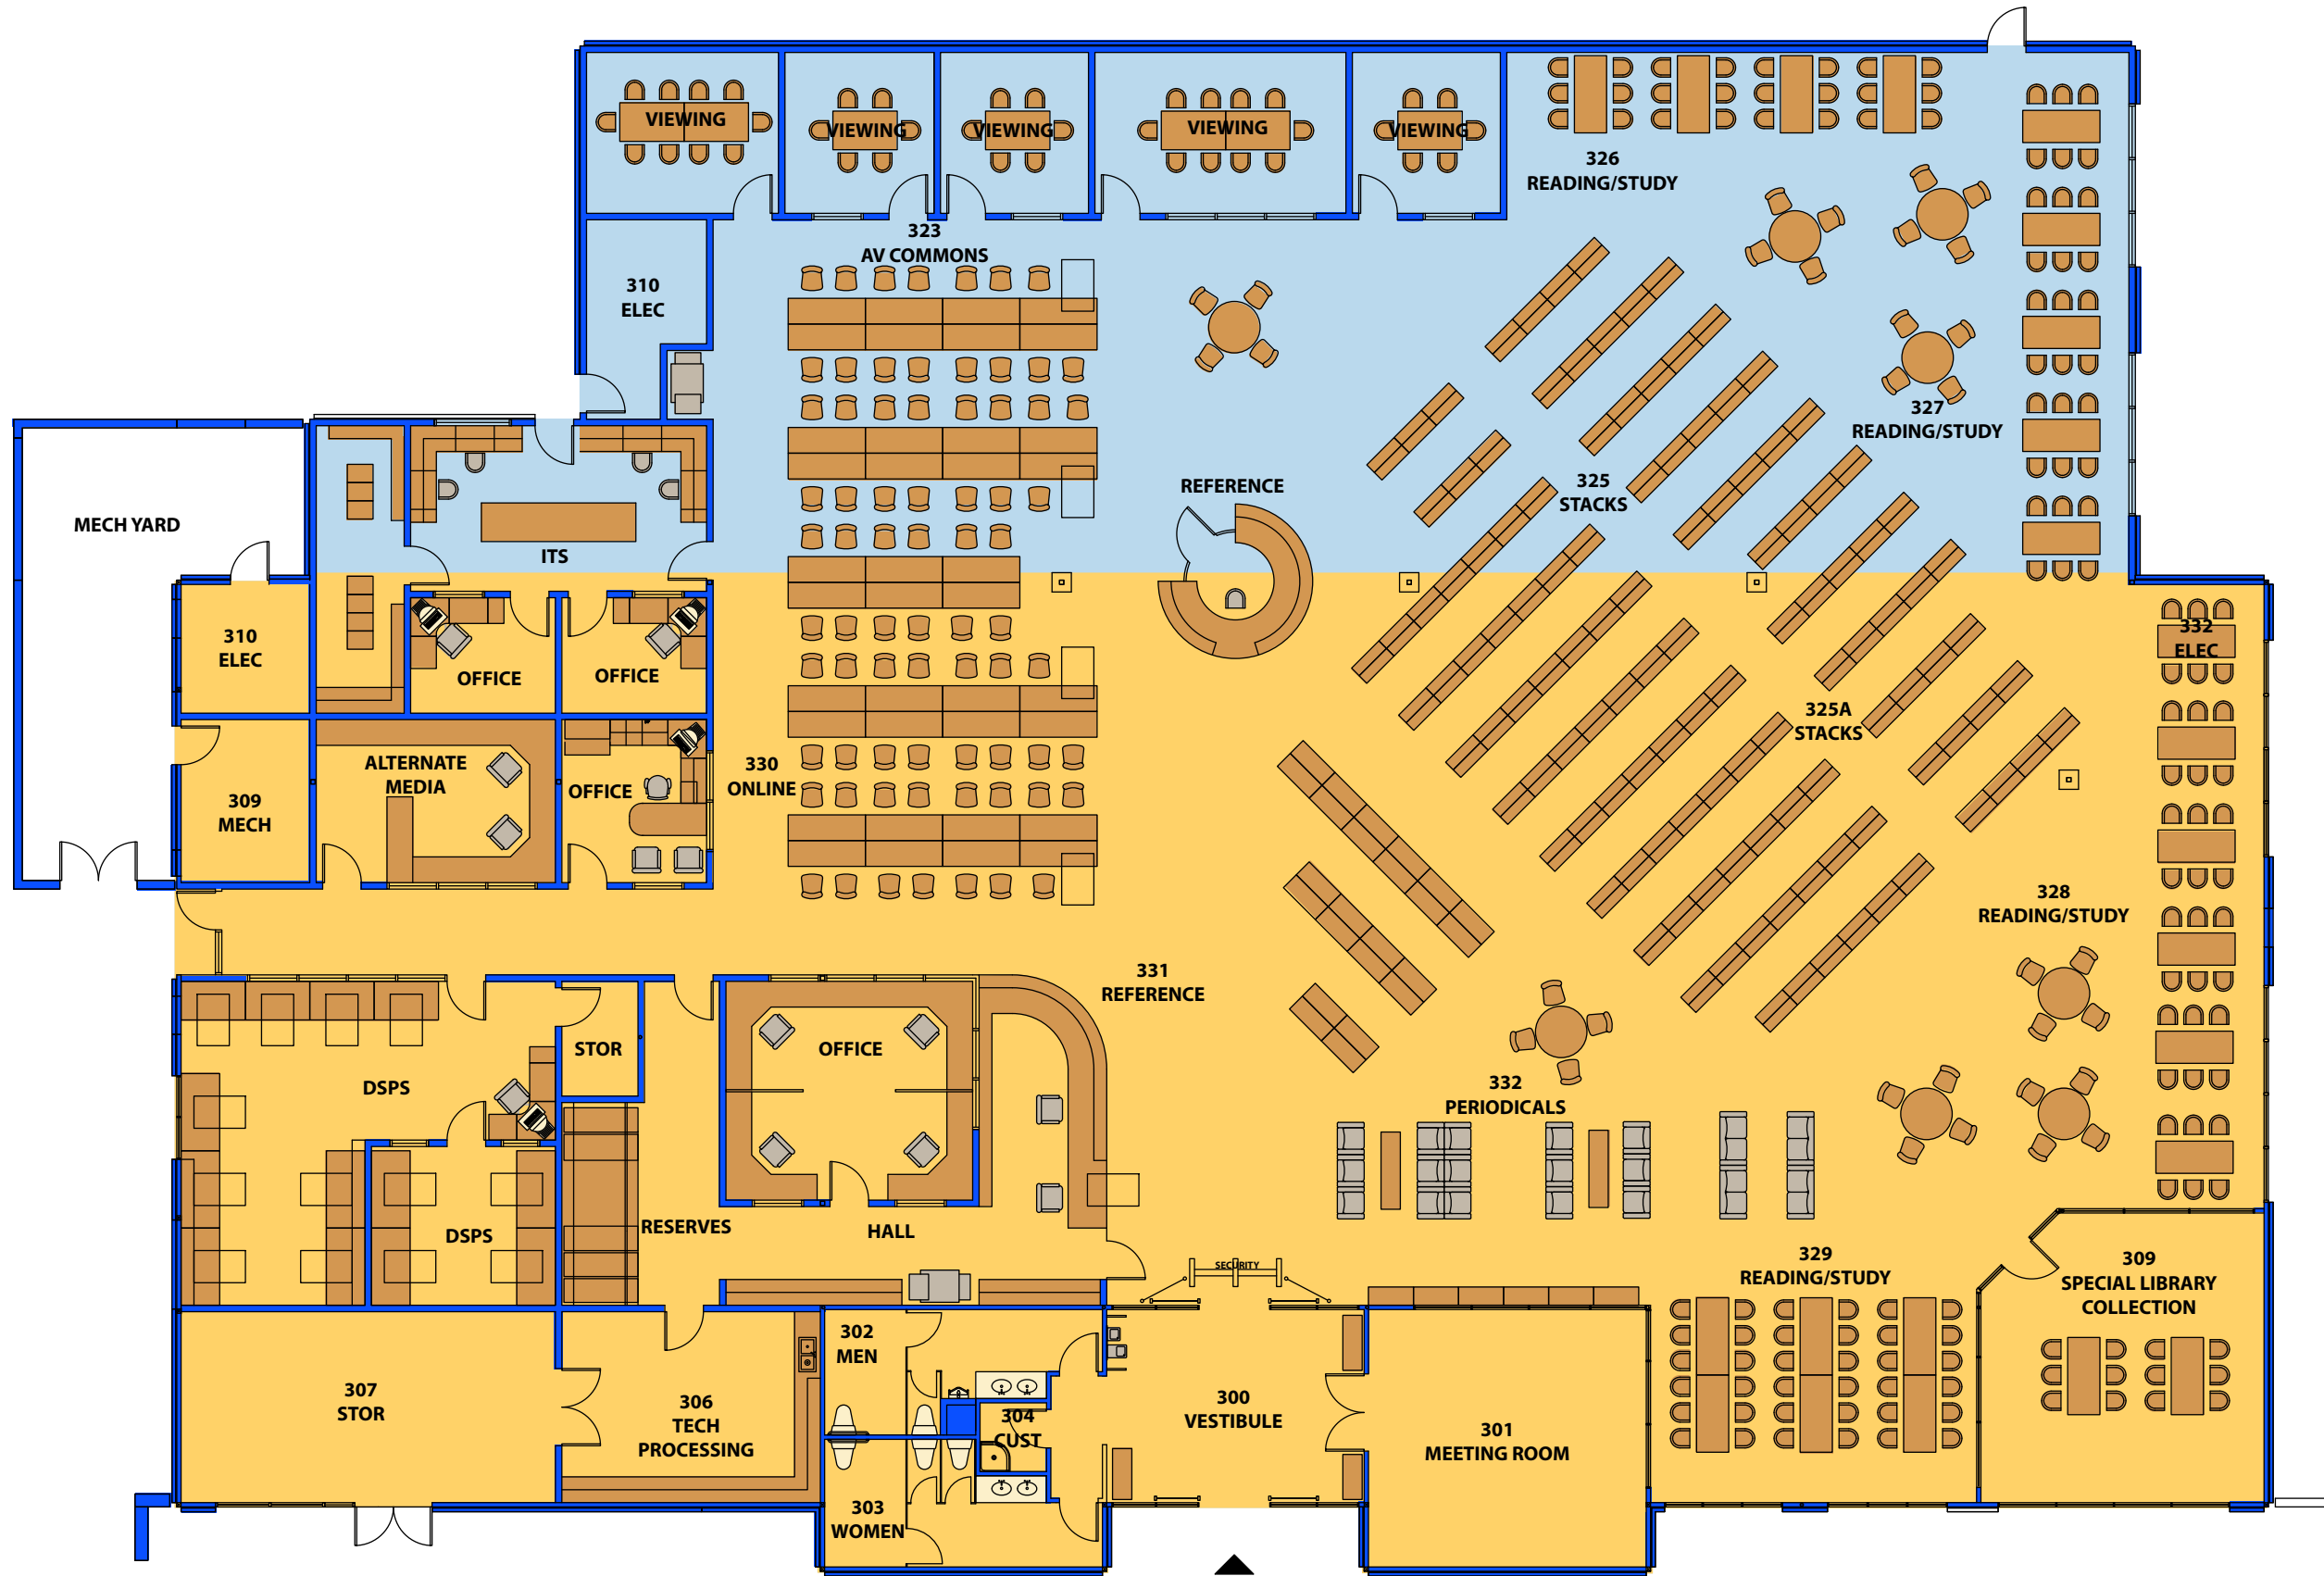 VIEWING
VIEWING
VIEWING
VIEWING
VIEWING
326
READING/STUDY
323
AV COMMONS
310
ELEC
327
READING/STUDY
325
STACKS
REFERENCE
MECH YARD
ITS
310
ELEC
OFFICE
OFFICE
332
ELEC
325A
STACKS
330
ONLINE
ALTERNATE
MEDIA
OFFICE
309
MECH
328
READING/STUDY
331
REFERENCE
STOR
OFFICE
DSPS
332
PERIODICALS
RESERVES
HALL
DSPS
SECURITY
329
READING/STUDY
309
SPECIAL LIBRARY
COLLECTION
302
MEN
307
STOR
306
TECH
PROCESSING
304
CUST
300
VESTIBULE
301
MEETING ROOM
303
WOMEN